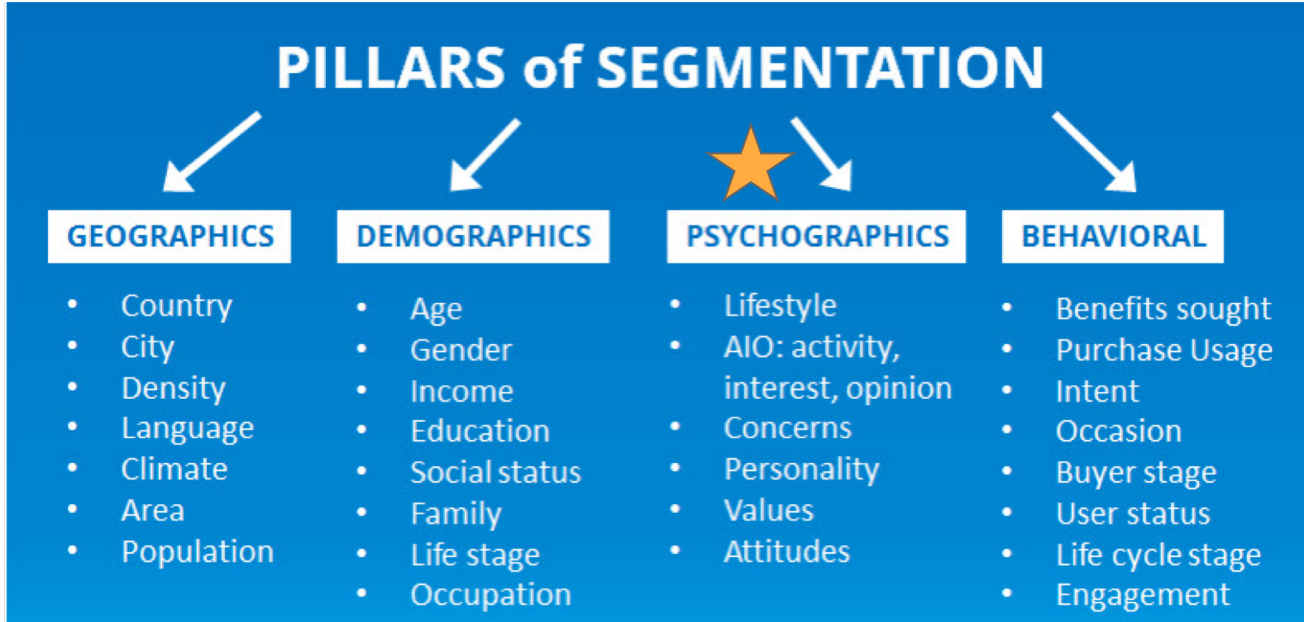 PILLARS of SEGMENTATION
GEOGRAPHICS
• Country
• City
• Density
• Language
• Climate
• Area
• Population
DEMOGRAPHICS
• Age
• Gender
• Income
• Education
• Social status
• Family
• Life stage
• Occupation
PSYCHOGRAPHICS
• Lifestyle
• AIO: activity,
interest, opinion
• Concerns
• Personality
• Values
• Attitudes
BEHAVIORAL
• Benefits sought
• Purchase Usage
• Intent
• Occasion
• Buyer stage
• User status
• Life cycle stage
• Engagement